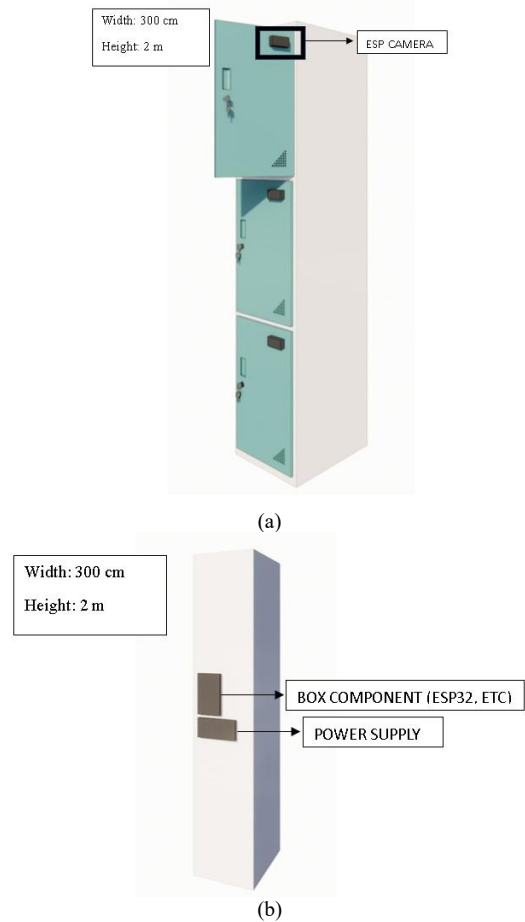 Width: 300 cm
Height: 2 m
ESP CAMERA
(a)
Width: 300 cm
Height: 2 m
BOX COMPONENT (ESP32, ETC)
POWER SUPPLY
(b)